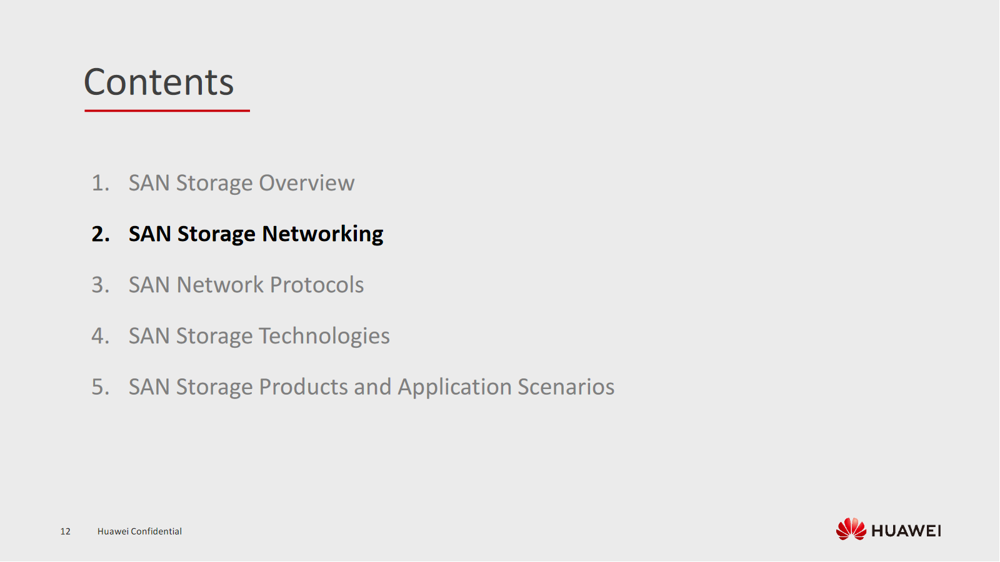 Contents
1. SAN Storage Overview
2. SAN Storage Networking
3. SAN Network Protocols
4. SAN Storage Technologies
5. SAN Storage Products and Application Scenarios
12 Huawei Confidential
HUAWEI